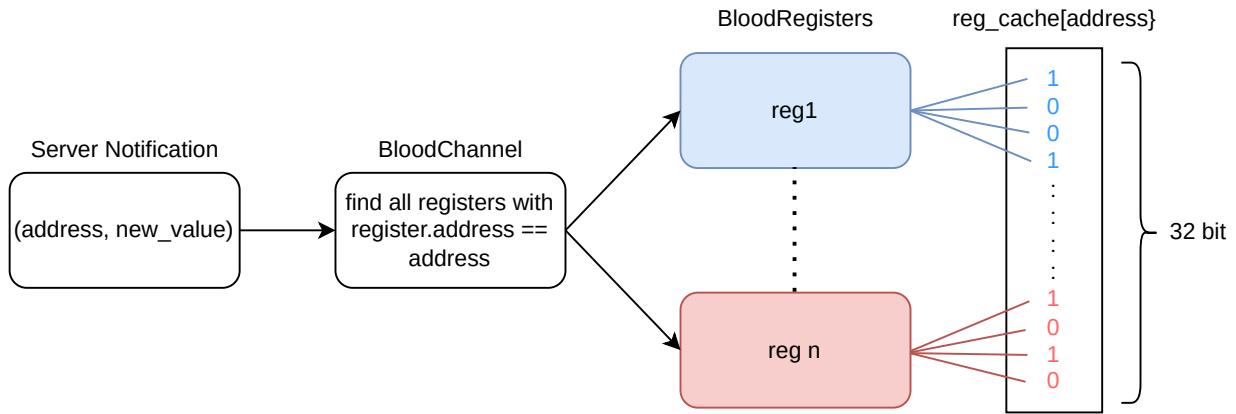 BloodRegisters
reg_cache[address}
Server Notification
BloodChannel
(address, new_value)
find all registers with
register.address ==
address
reg1
reg n
1
0
0
1
:
:
:
:
1
0
1
0
32 bit